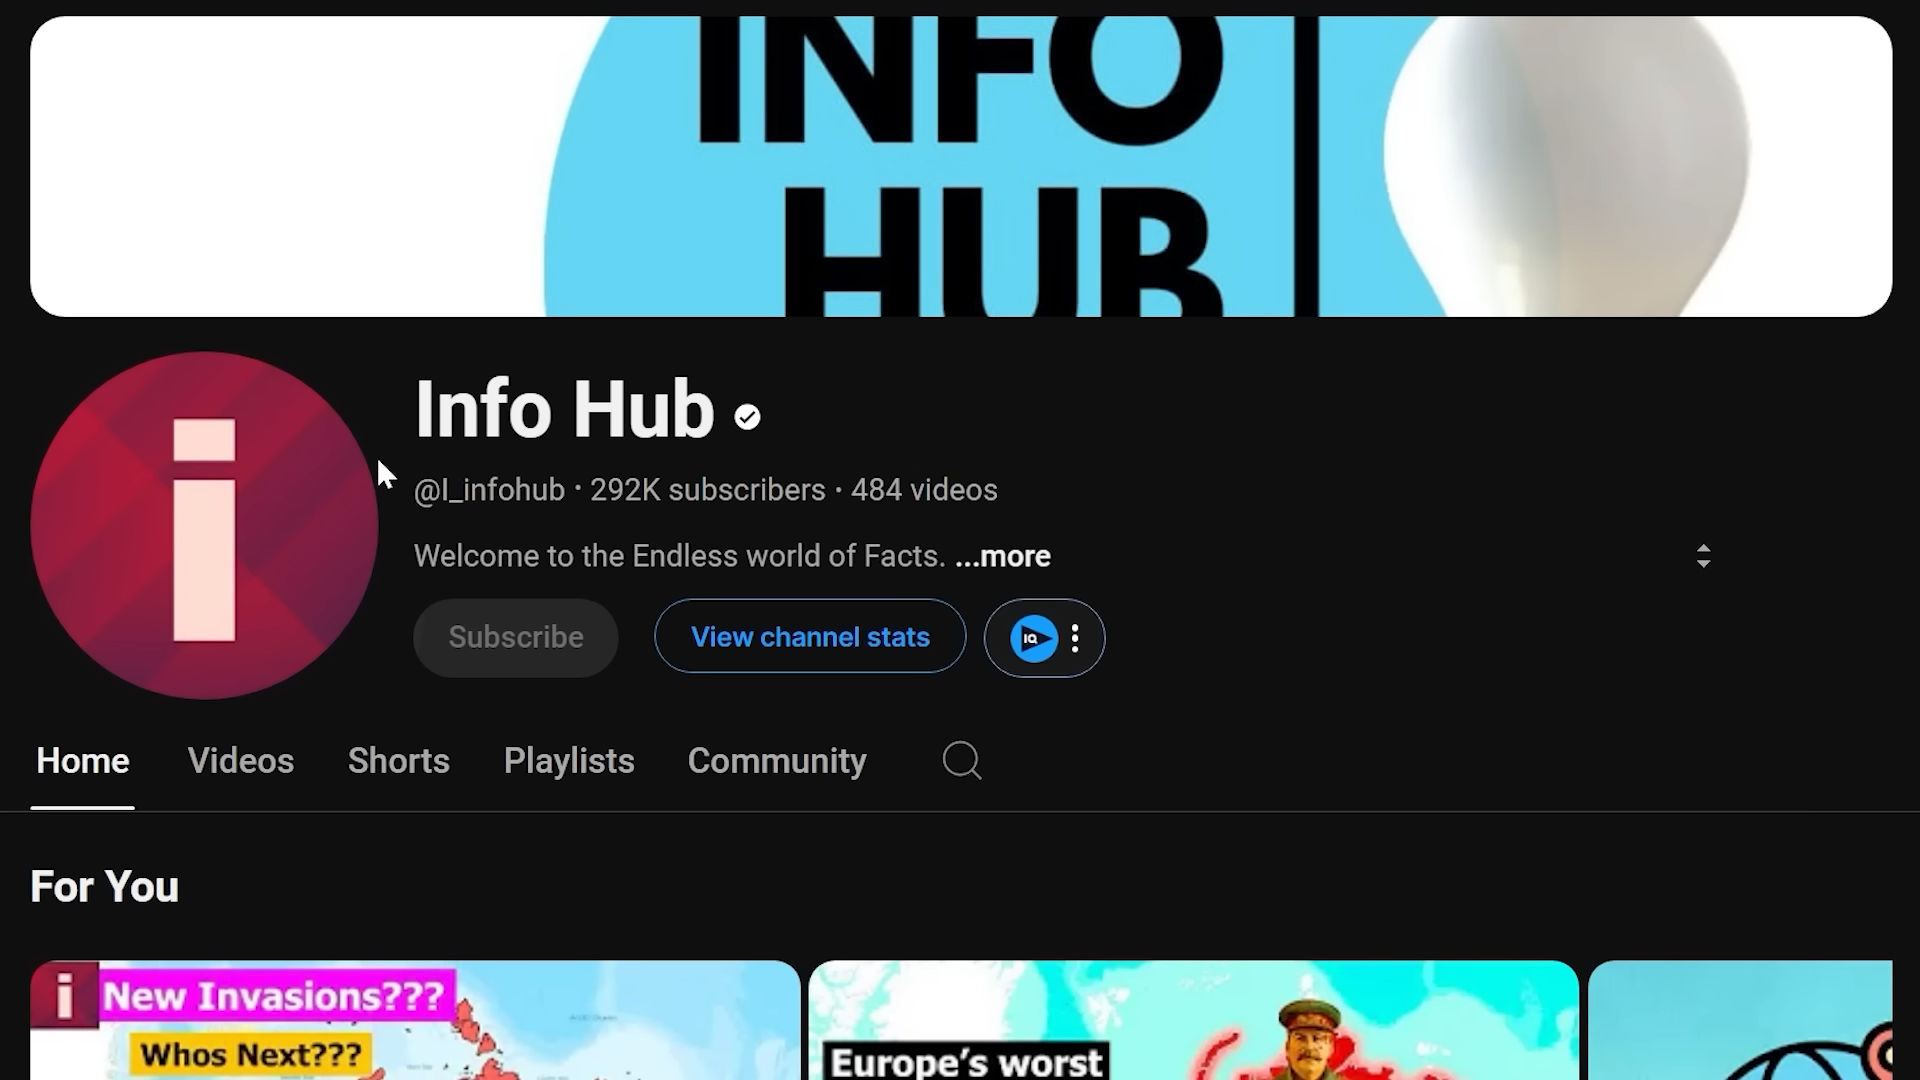 INFO
HUB
i
Info Hub
@I_infohub · 292K subscribers · 484 videos
Welcome to the Endless world of Facts. ...more
Subscribe
View channel stats
IQ
Home
Videos
Shorts
Playlists
Community
For You
i
New Invasions???
Whos Next???
Europe's worst